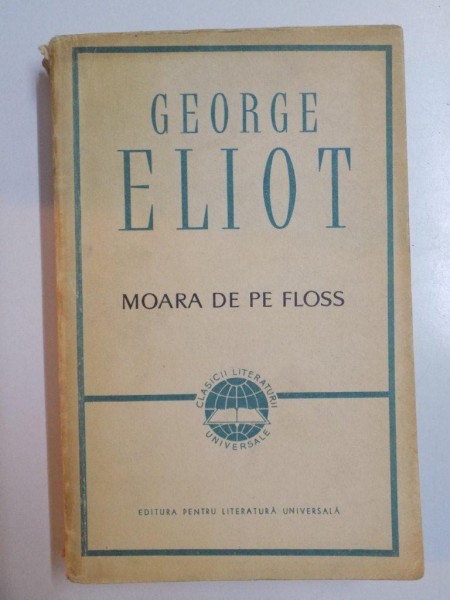 GEORGE
ELIOT
MOARA DE PE FLOSS
CLASICII LITERATURII
UNIVERSALE
EDITURA PENTRU LITERATURĂ UNIVERSALĂ